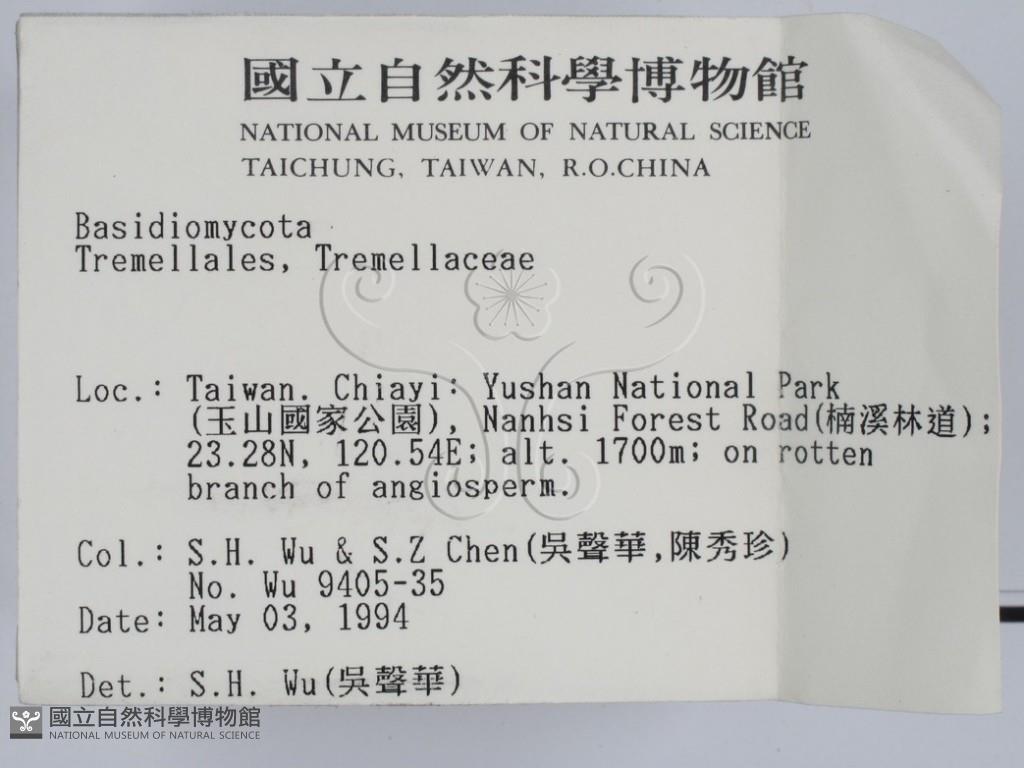 國立自然科學博物館
NATIONAL MUSEUM OF NATURAL SCIENCE
TAICHUNG, TAIWAN, R.O.CHINA
Basidiomycota
Tremellales, Tremellaceae
Loc.: Taiwan. Chiayi: Yushan National Park
(玉山國家公園), Nanhsi Forest Road(楠溪林道);
23.28N, 120.54E; alt. 1700m; on rotten
branch of angiosperm.
Col.: S.H. Wu & S.Z Chen(吳聲華,陳秀珍)
No. Wu 9405-35
Date: May 03, 1994
Det.: S.H. Wu(吳聲華)
國立自然科學博物館
NATIONAL MUSEUM OF NATURAL SCIENCE